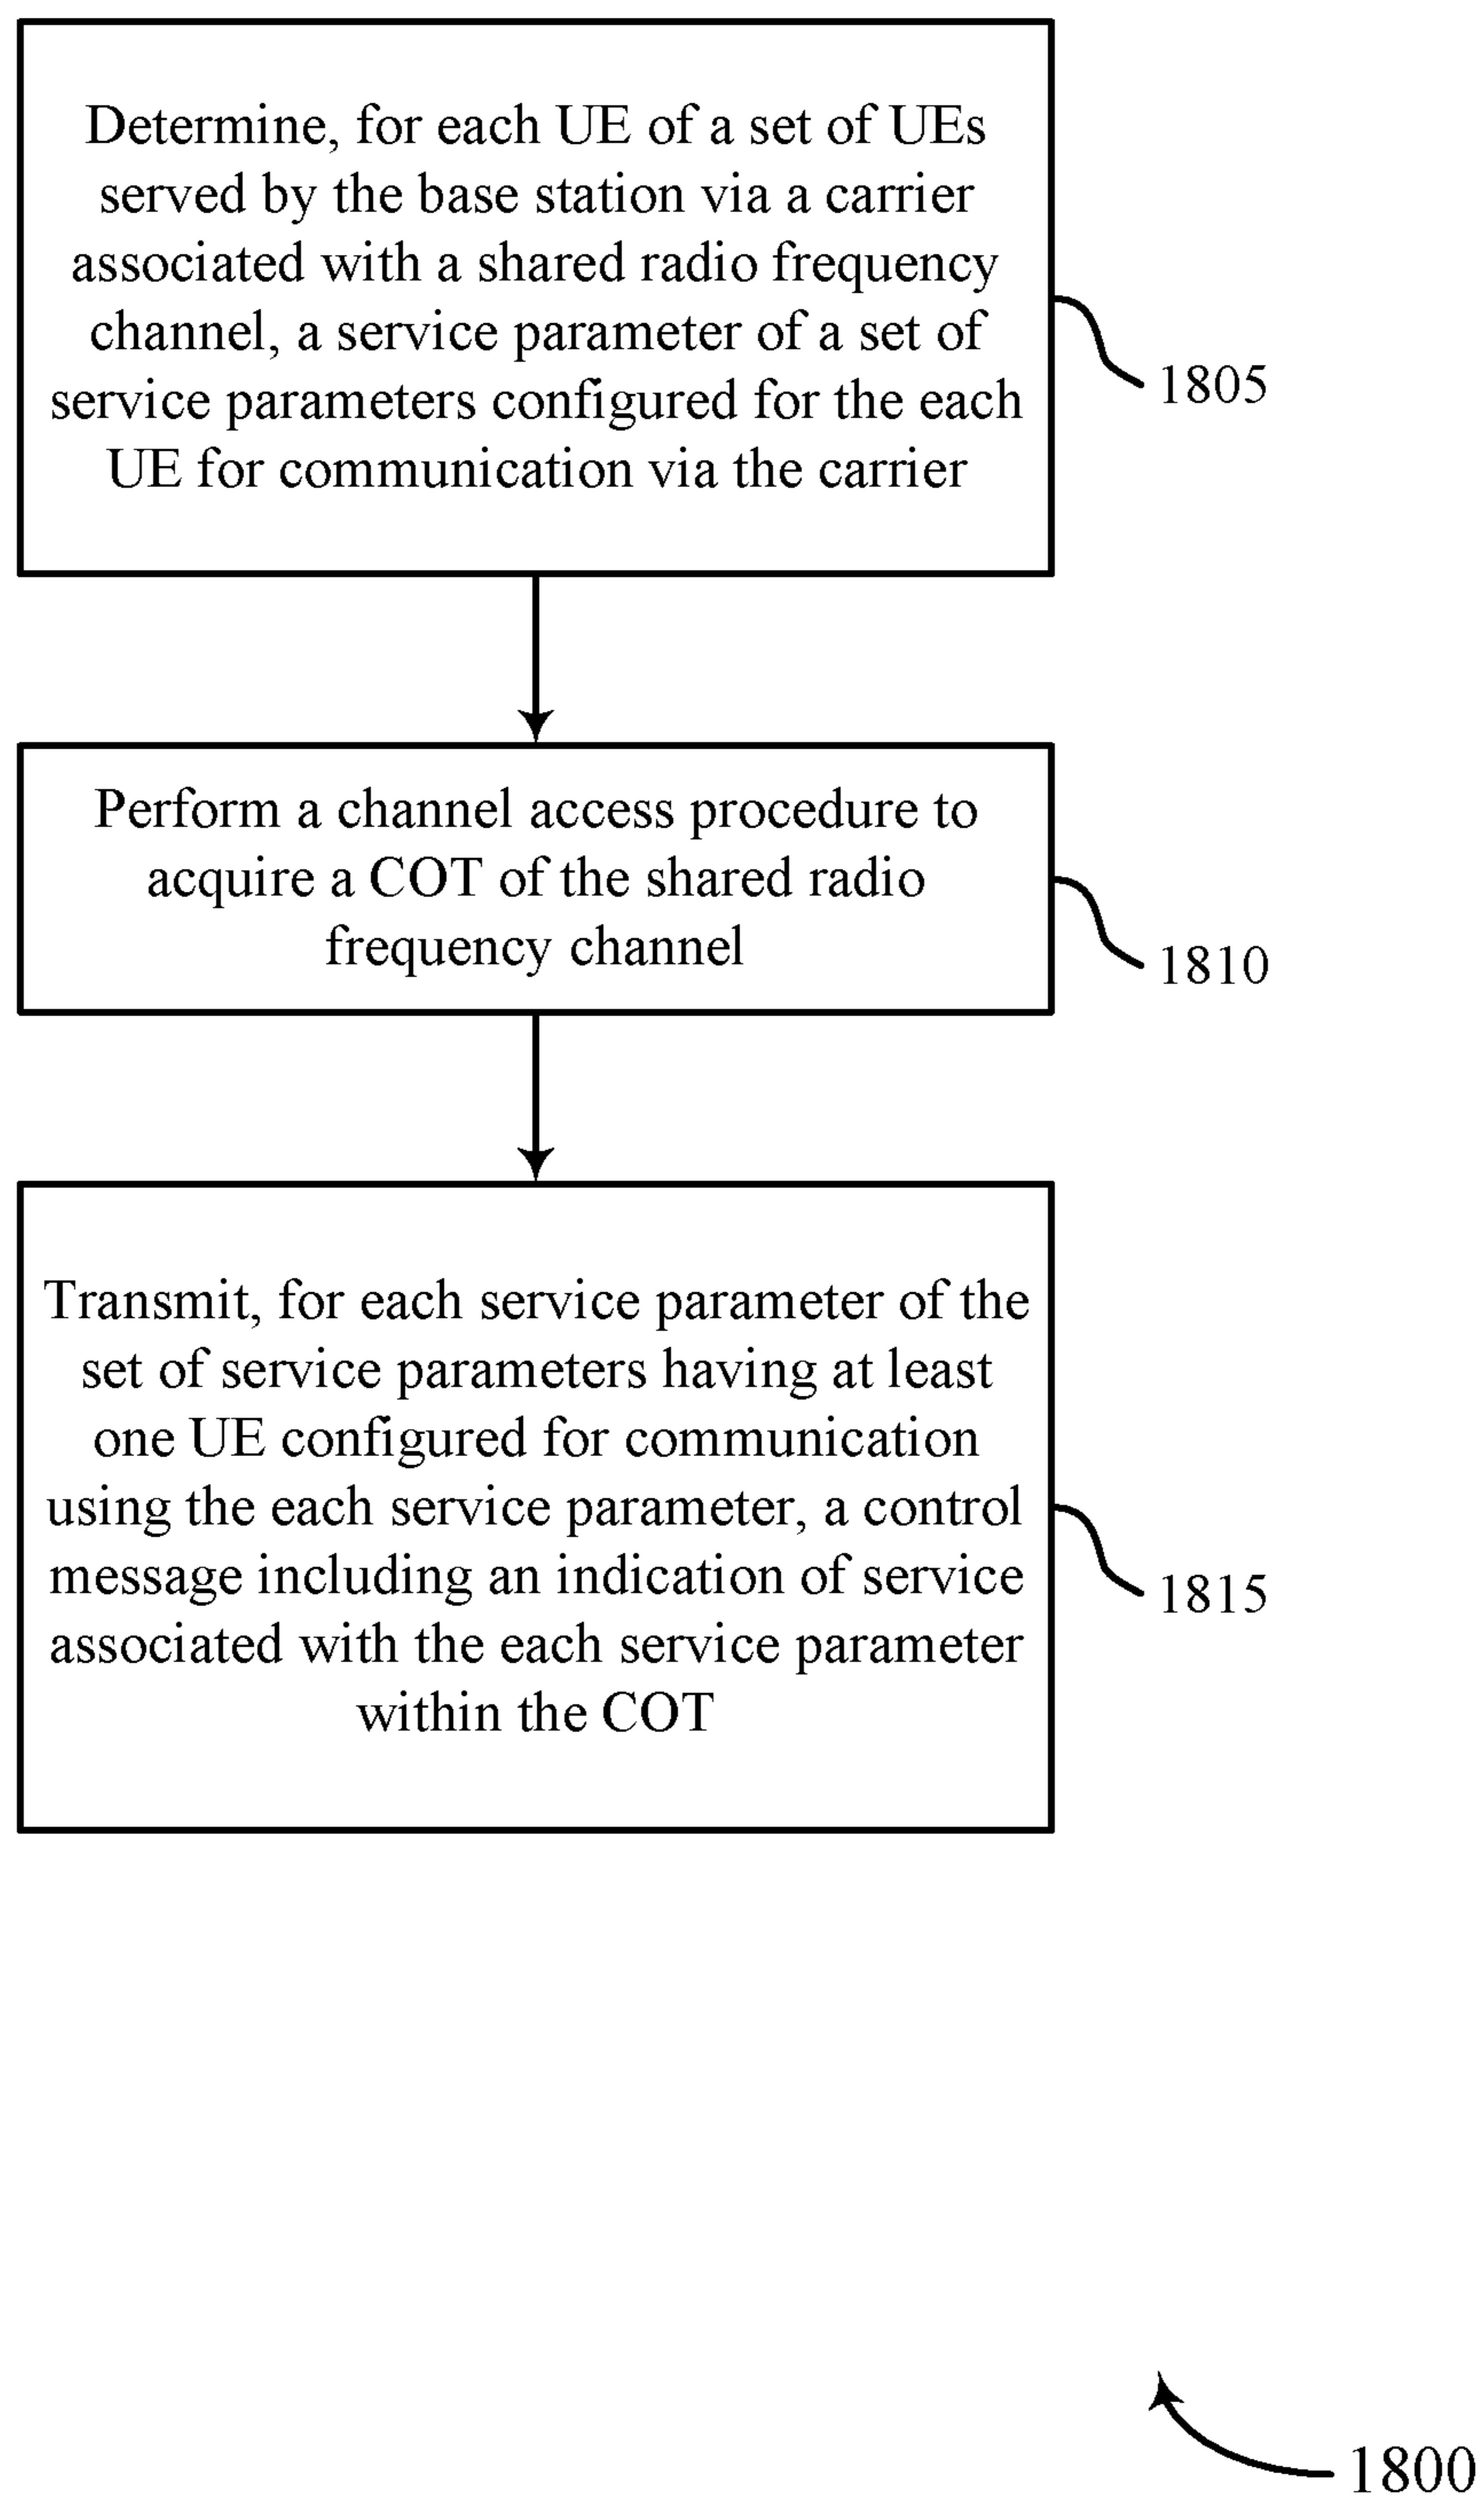 Determine, for each UE of a set of UEs
served by the base station via a carrier
associated with a shared radio frequency
channel, a service parameter of a set of
service parameters configured for the each
UE for communication via the carrier
1805
Perform a channel access procedure to
acquire a COT of the shared radio
frequency channel
1810
Transmit, for each service parameter of the
set of service parameters having at least
one UE configured for communication
using the each service parameter, a control
message including an indication of service
associated with the each service parameter
within the COT
1815
1800